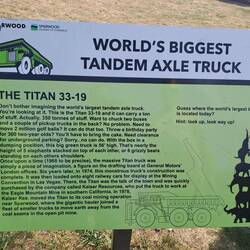 SPARWOOD
WORLD'S BIGGEST
TANDEM AXLE TRUCK
THE TITAN 33-19
Don't bother imagining the world's largest tandem axle truck.
You're looking at it. This is the Titan 33-19 and it can carry a ton
of stuff. Actually, 350 tonnes of stuff. Want to shuck two buses
and a couple of pickup trucks in the back? No problem. Need to
move 2 million golf balls? It can do that too. Throw a birthday party
for 360 two-year olds? You'll have to bring the cake. Need clearance
for underground parking? Sorry, can't help. When the box is in a
dumping position, this big green truck is 56' high. That's nearly the
height of 6 elephants stacked on top of each other, or 6 grizzly bears
standing on each others shoulders.
Once upon a time (1968 to be precise), the massive Titan truck was
only a figment of imagination, a figure on the drawing board at General Motors'
London offices. Six years later, in 1974, this monstrous truck's construction was
complete. It was then loaded onto eight railway cars for display at the Mining
Convention in Las Vegas. There, the Titan was the talk of the town and was quickly
purchased by the company called Kaiser Resources, who put the truck to work at
the Eagle Mountain Mine in southern California. In 1978,
Kaiser Res. moved the Titan to its coal mining operation
near Sparwood, where the gigantic hauler joined a
fleet of smaller trucks to move earth away from the
coal seams in the open pit mine.
Guess where the world's largest tandem axle truck
is located today?
Hint: look up, look way up!